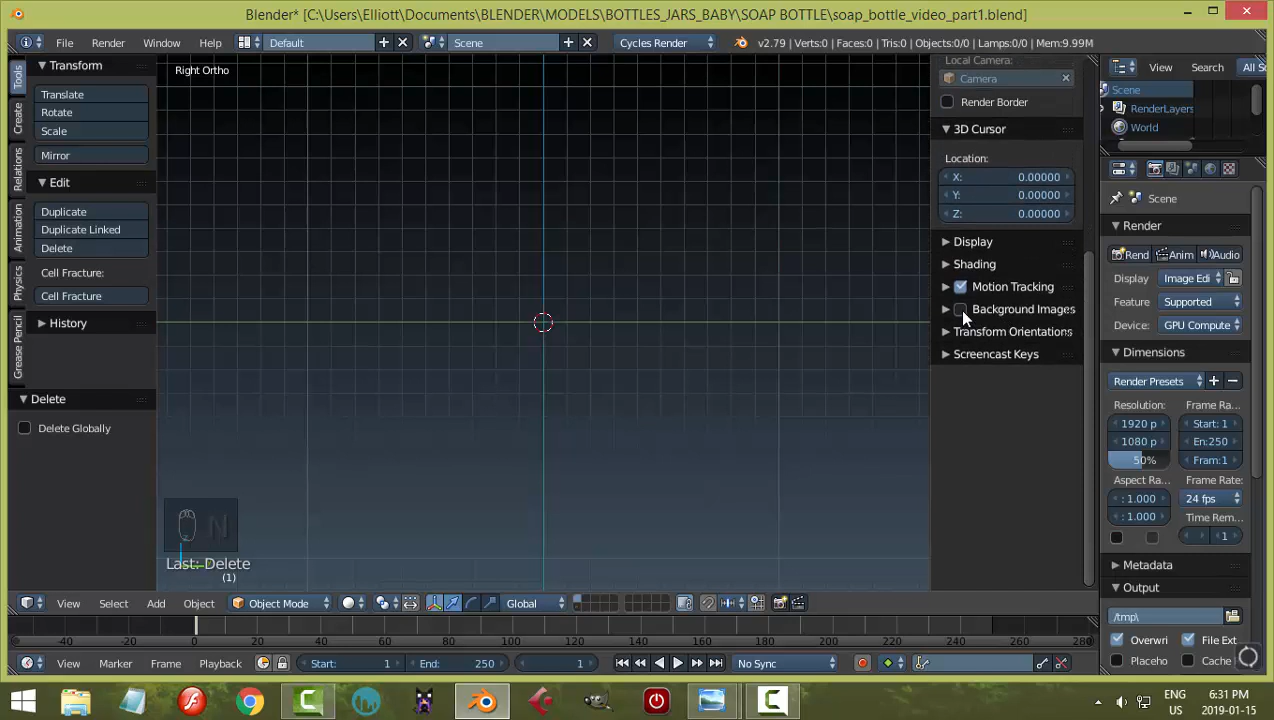 Blender* [C:\Users\Elliott\Documents\BLENDER\MODELS\BOTTLES_JARS_BABY\SOAP BOTTLE\soap_bottle_video_part1.blend]
File Render Window Help Default Scene Cycles Render v2.79 | Verts:0 | Faces:0 | Tris:0 | Objects:0/0 | Lamps:0/0 | Mem:9.99M
Tools
Create
Relations
Animation
Physics
Grease Pencil
Transform
Translate
Rotate
Scale
Mirror
Edit
Duplicate
Duplicate Linked
Delete
Cell Fracture:
Cell Fracture
History
Delete
Delete Globally
Right Ortho
N
Last: Delete
(1)
Local Camera:
Camera
Render Border
3D Cursor
Location:
X: 0.00000
Y: 0.00000
Z: 0.00000
Display
Shading
Motion Tracking
Background Images
Transform Orientations
Screencast Keys
View Search All S
Scene
RenderLayers
World
Scene
Render
Rend Anim Audio
Display Image Edi
Feature Supported
Device: GPU Compute
Dimensions
Render Presets
Resolution: Frame Ra...
1920 p Start: 1
1080 p En:250
50% Fram:1
Aspect Ra... Frame Rate:
: 1.000 24 fps
: 1.000 Time Rem...
1
Metadata
Output
/tmp\
Overwri File Ext
Placeho Cache
View Select Add Object Object Mode Global
-40 -20 0 20 40 60 80 100 120 140 160 180 200 220 240 260 280
View Marker Frame Playback Start: 1 End: 250 1 No Sync
ENG 6:31 PM
US 2019-01-15